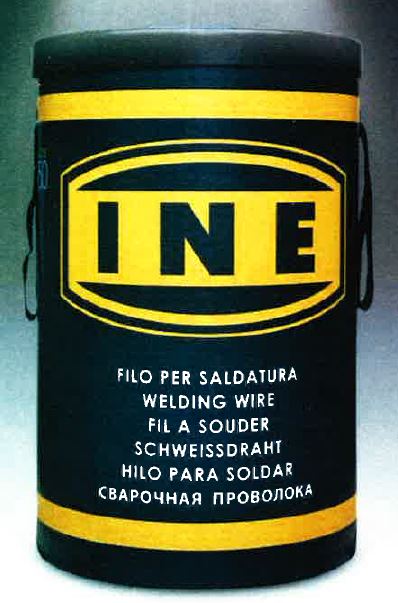 INE
FILO PER SALDATURA
WELDING WIRE
FIL A SOUDER
SCHWEISSDRAHT
HILO PARA SOLDAR
СВАРОЧНАЯ ПРОВОЛОКА